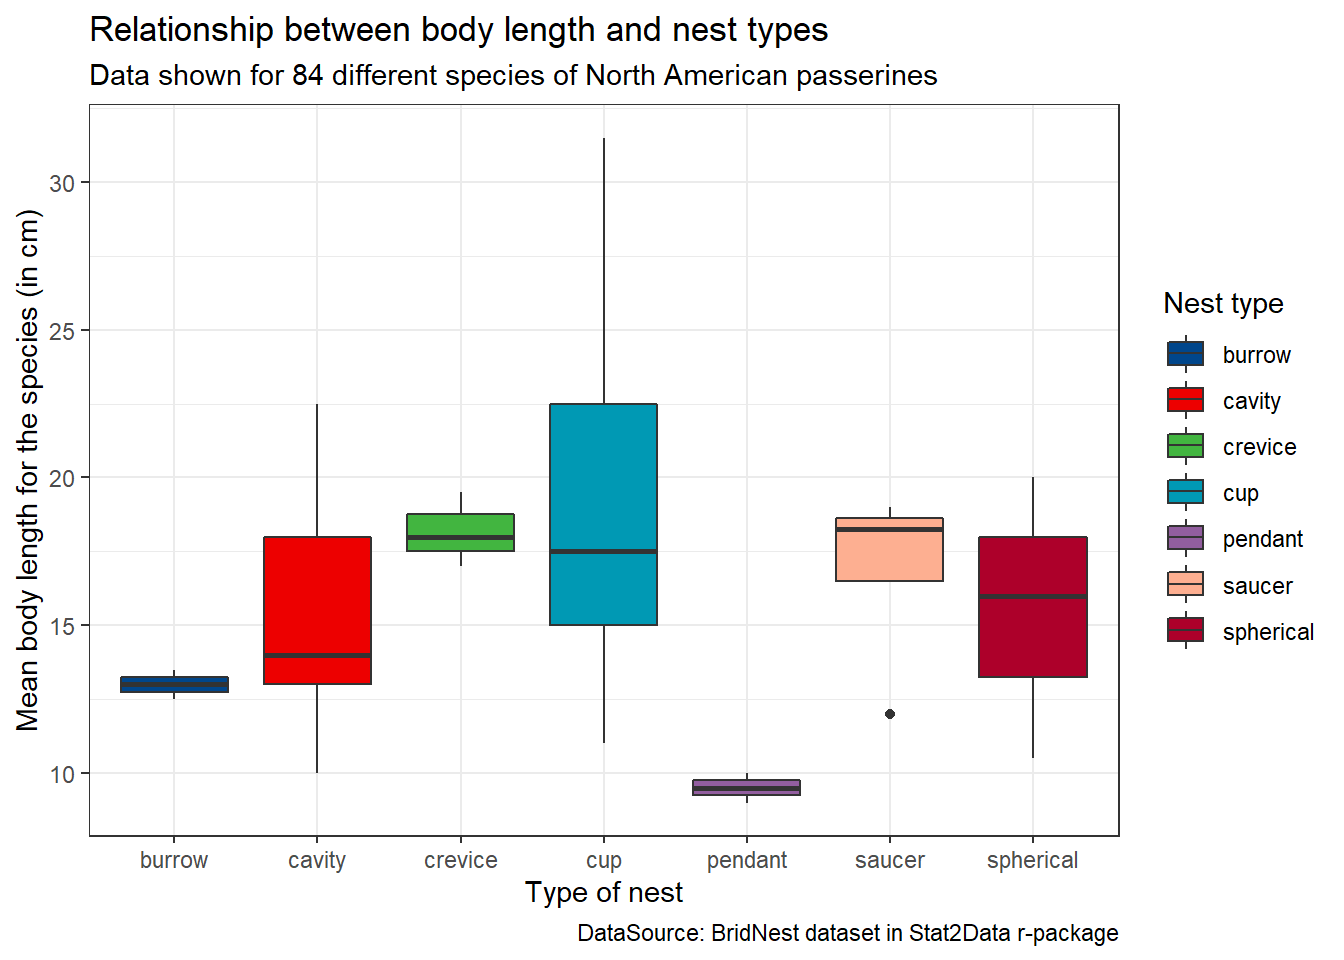 Relationship between body length and nest types
Data shown for 84 different species of North American passerines
Mean body length for the species (in cm)
30
25
20
15
10
burrow
cavity
crevice
cup
pendant
saucer
spherical
Type of nest
DataSource: BridNest dataset in Stat2Data r-package
Nest type
burrow
cavity
crevice
cup
pendant
saucer
spherical